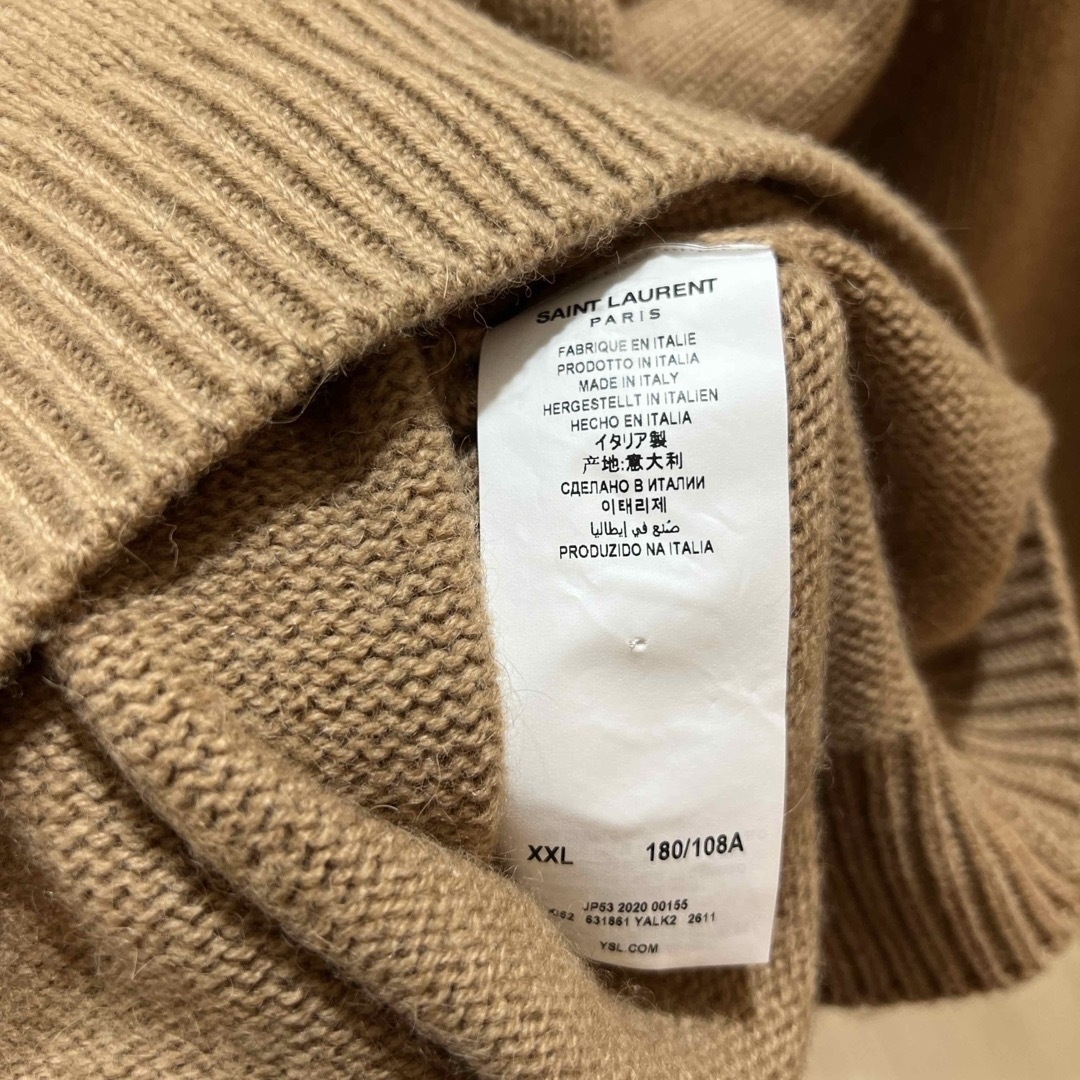 SAINT LAURENT
PARIS
FABRIQUE EN ITALIE
PRODOTTO IN ITALIA
MADE IN ITALY
HERGESTELLT IN ITALIEN
HECHO EN ITALIA
イタリア製
产地:意大利
СДЕЛАНО В ИТАЛИИ
이태리제
صنع في إيطاليا
PRODUZIDO NA ITALIA
XXL 180/108A
JP53 2020 00155
631861 YALK2 2611
YSL.COM